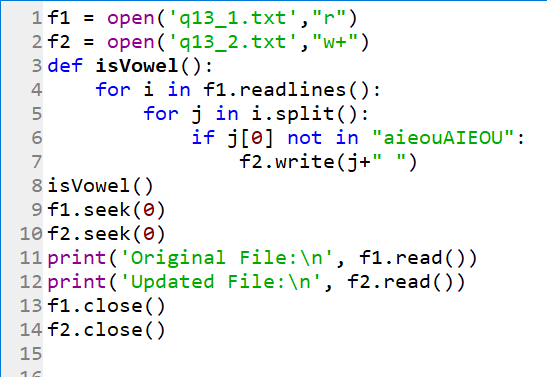 1 f1 = open('q13_1.txt',"r")
2 f2 = open('q13_2.txt',"w+")
3 def isVowel():
4     for i in f1.readlines():
5         for j in i.split():
6             if j[0] not in "aieouAIEOU":
7                 f2.write(j+" ")
8 isVowel()
9 f1.seek(0)
10 f2.seek(0)
11 print('Original File:\n', f1.read())
12 print('Updated File:\n', f2.read())
13 f1.close()
14 f2.close()
15
16